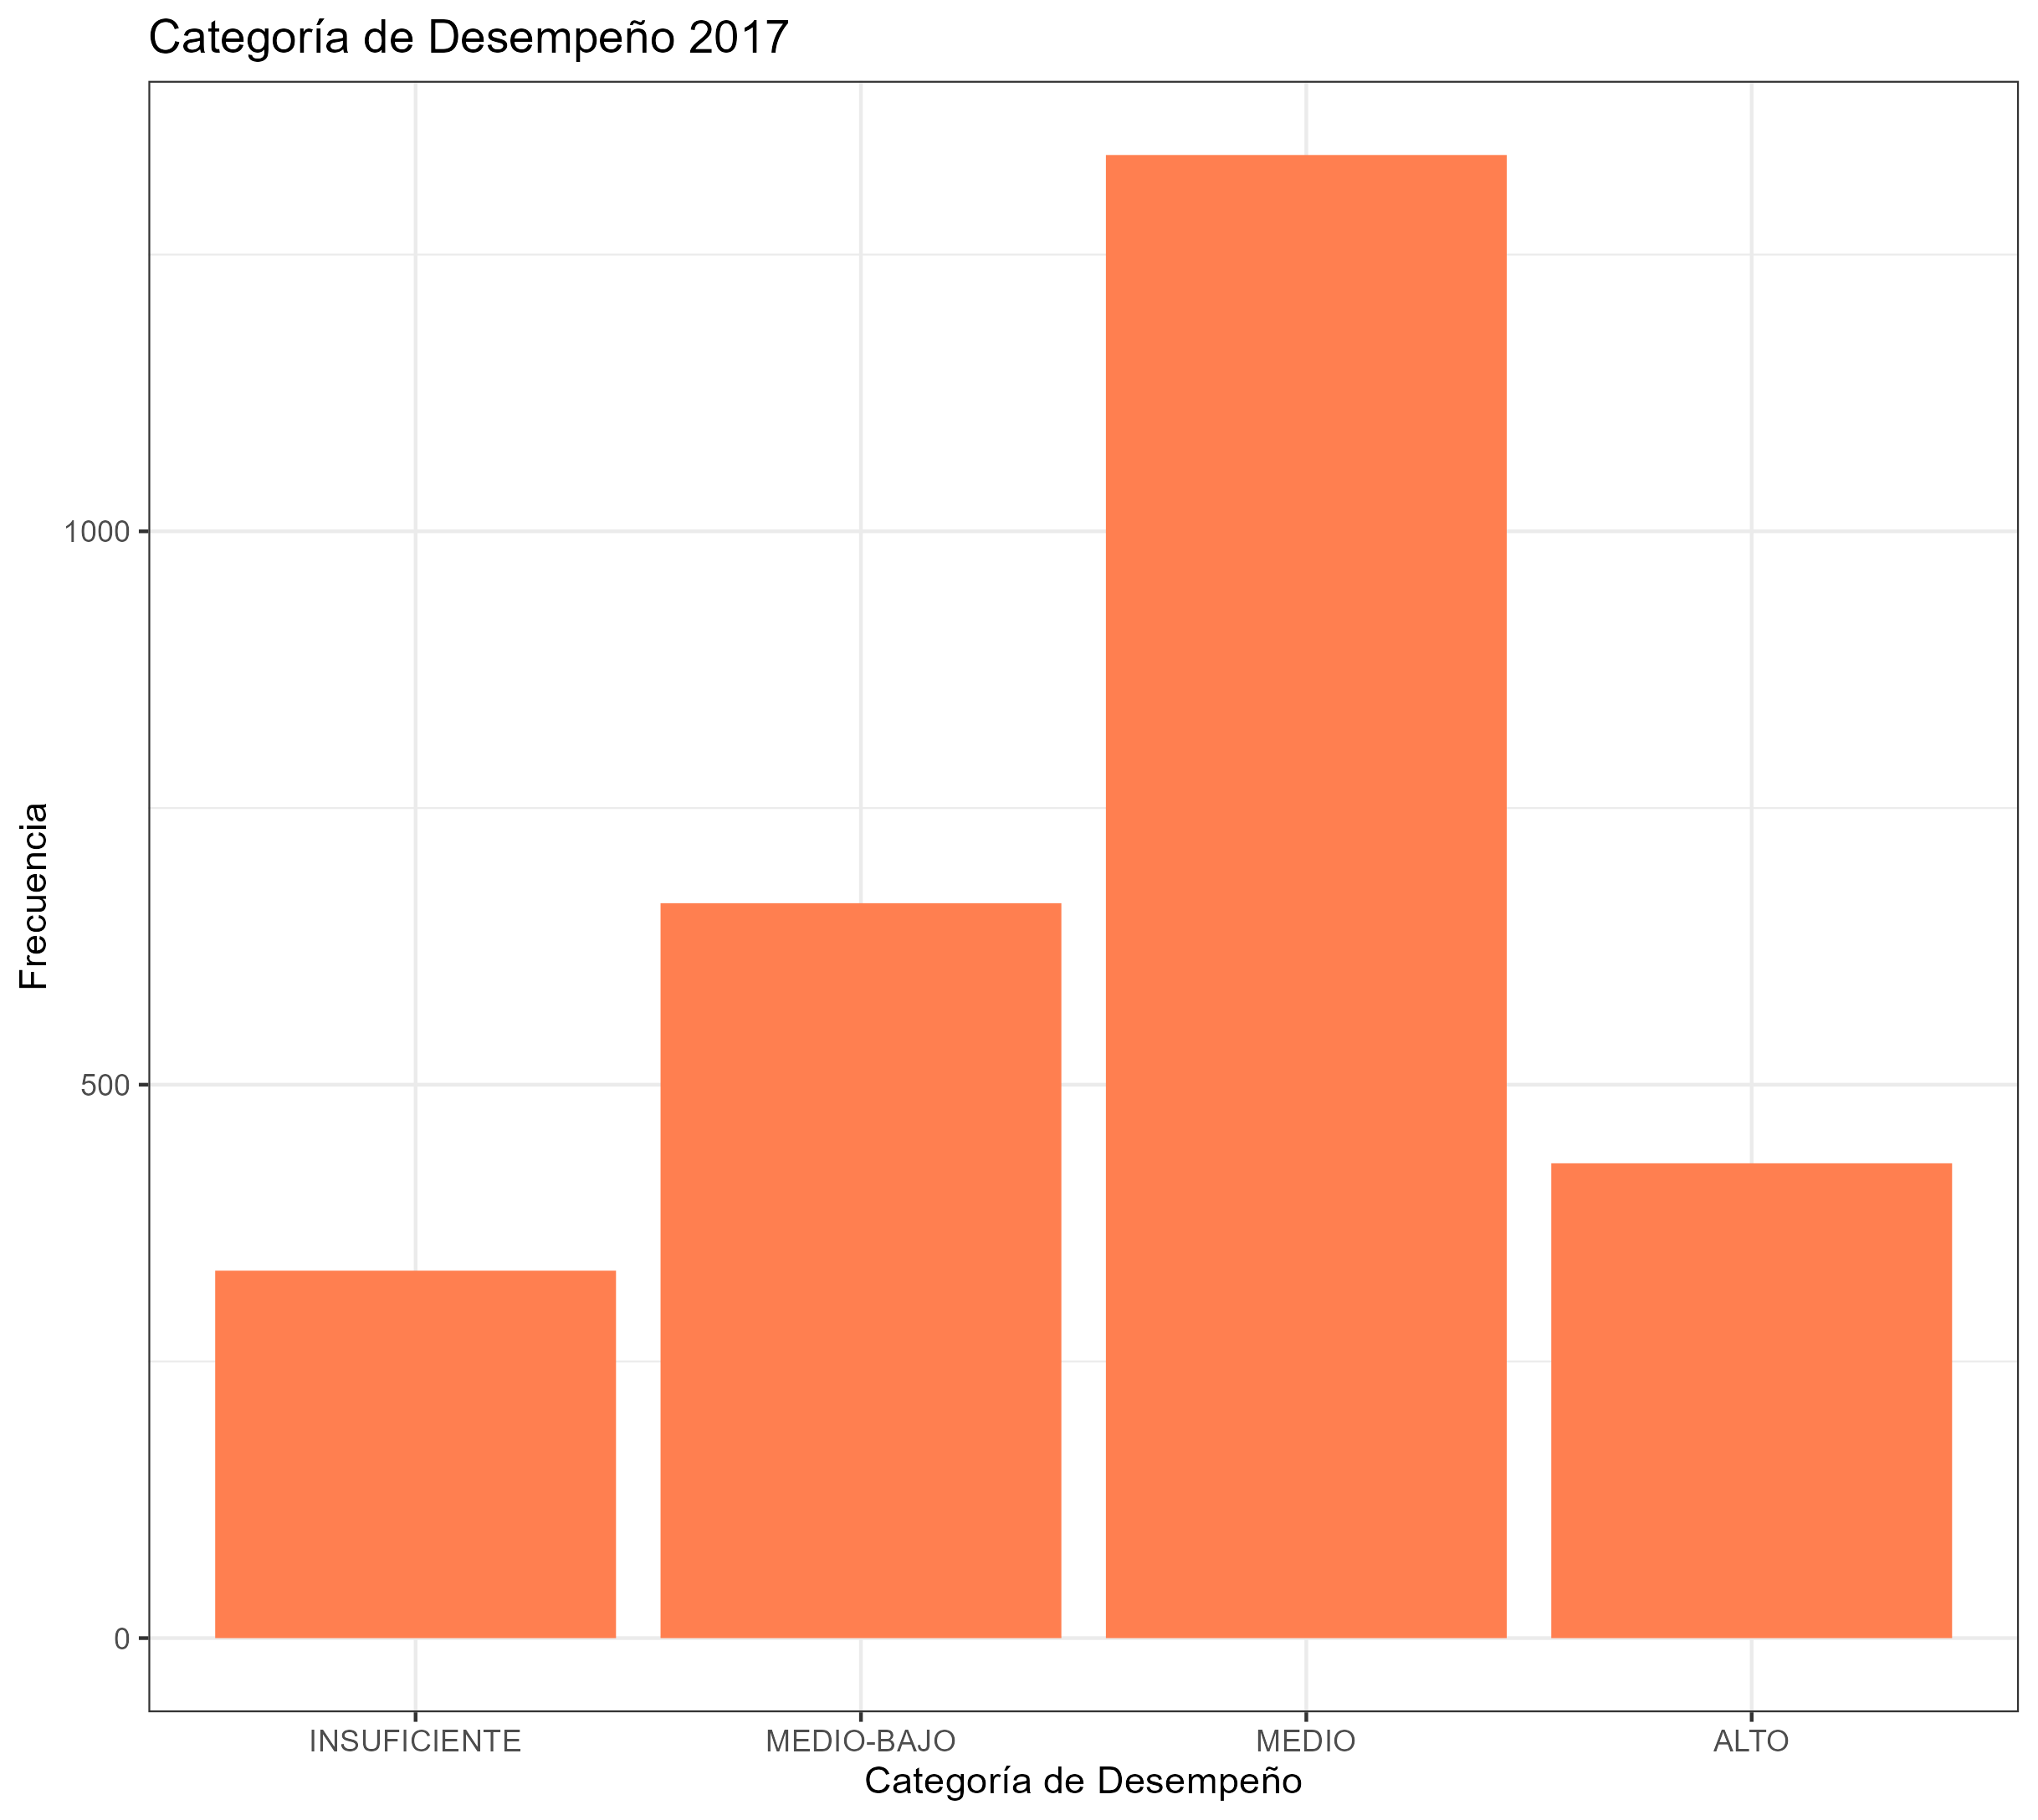 Categoría de Desempeño 2017
Frecuencia
1000
500
0
INSUFICIENTE
MEDIO-BAJO
MEDIO
ALTO
Categoría de Desempeño